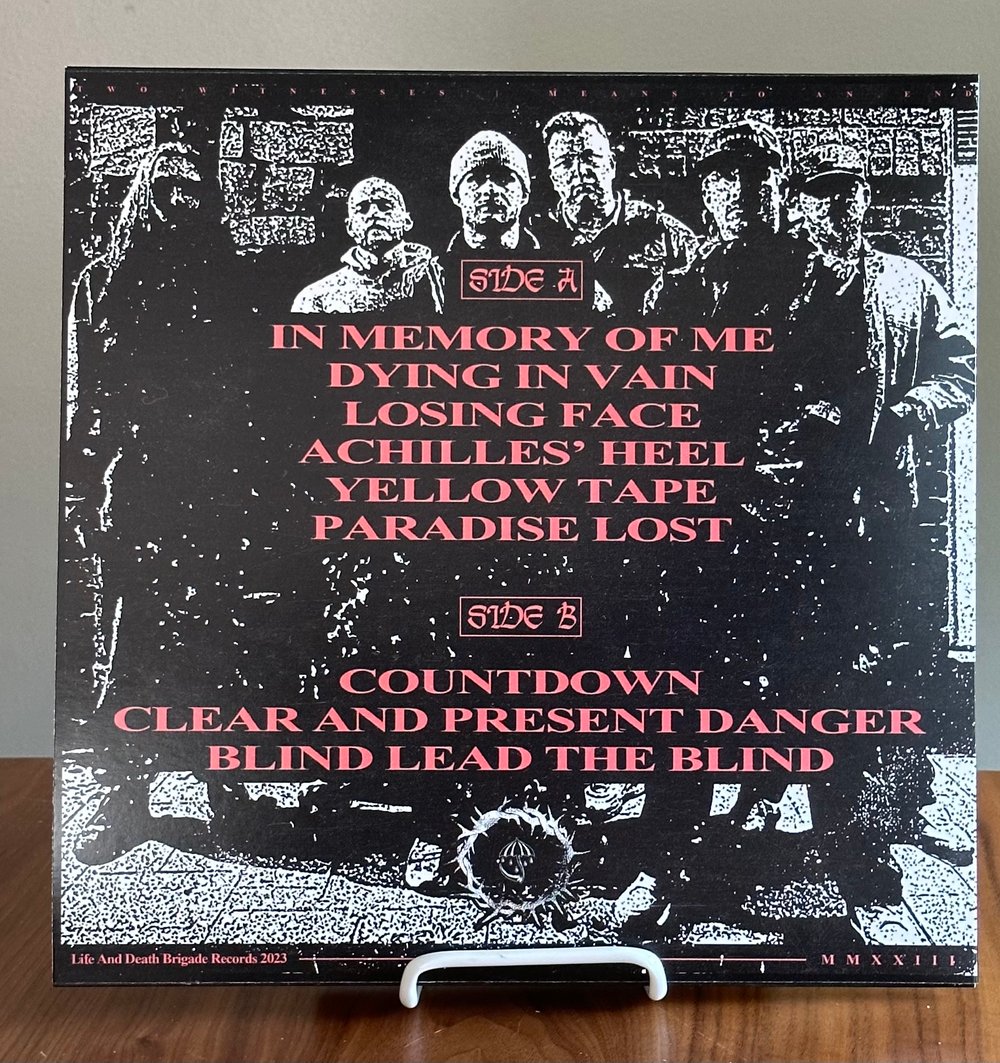 TWO WITNESSES | MEANS TO AN END
SIDE A
IN MEMORY OF ME
DYING IN VAIN
LOSING FACE
ACHILLES’ HEEL
YELLOW TAPE
PARADISE LOST
SIDE B
COUNTDOWN
CLEAR AND PRESENT DANGER
BLIND LEAD THE BLIND
Life And Death Brigade Records 2023
MMXXIII